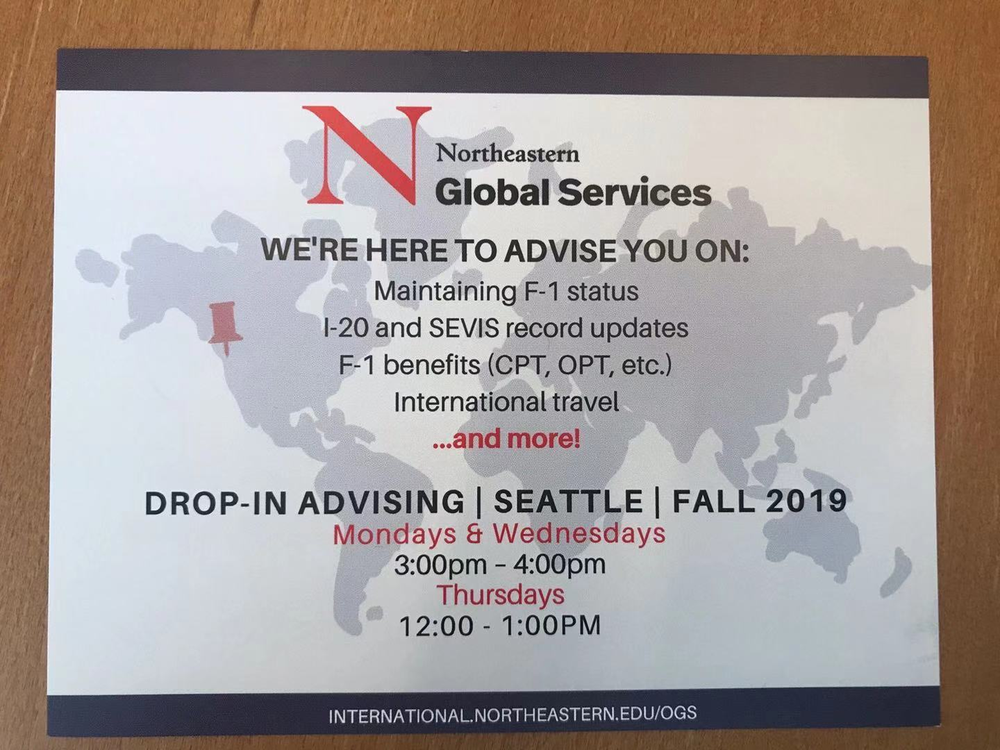 N
Northeastern
Global Services
WE'RE HERE TO ADVISE YOU ON:
Maintaining F-1 status
I-20 and SEVIS record updates
F-1 benefits (CPT, OPT, etc.)
International travel
...and more!
DROP-IN ADVISING | SEATTLE | FALL 2019
Mondays & Wednesdays
3:00pm – 4:00pm
Thursdays
12:00 - 1:00PM
INTERNATIONAL.NORTHEASTERN.EDU/OGS